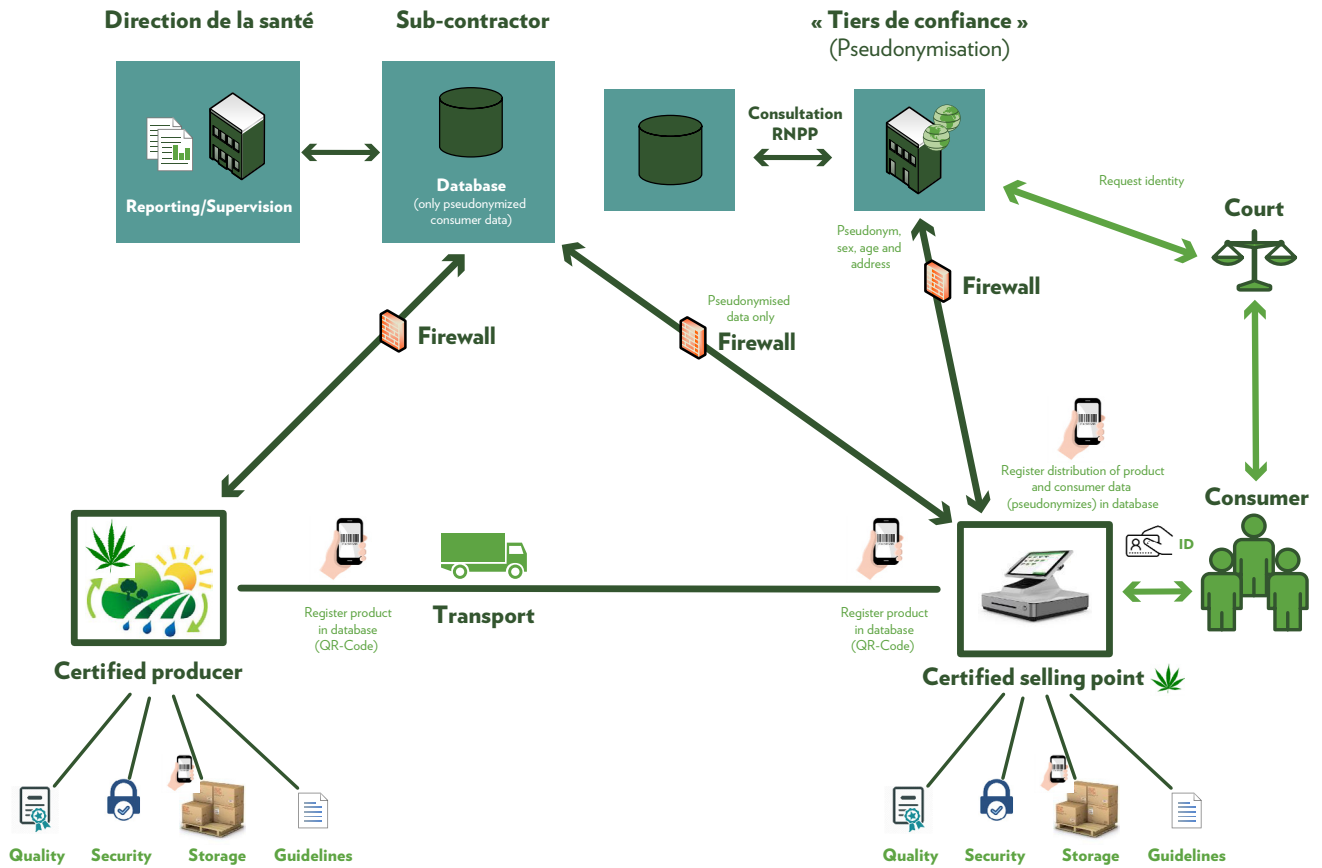 Direction de la santé
Sub-contractor
« Tiers de confiance »
(Pseudonymisation)
Reporting/Supervision
Database
(only pseudonymized
consumer data)
Consultation
RNPP
Request identity
Court
Pseudonym,
sex, age and
address
Firewall
Firewall
Pseudonymised
data only
Firewall
Register distribution of product
and consumer data
(pseudonymizes) in database
Consumer
ID
Register product
in database
(QR-Code)
Transport
Register product
in database
(QR-Code)
Certified producer
Certified selling point
Quality
Security
Storage
Guidelines
Quality
Security
Storage
Guidelines